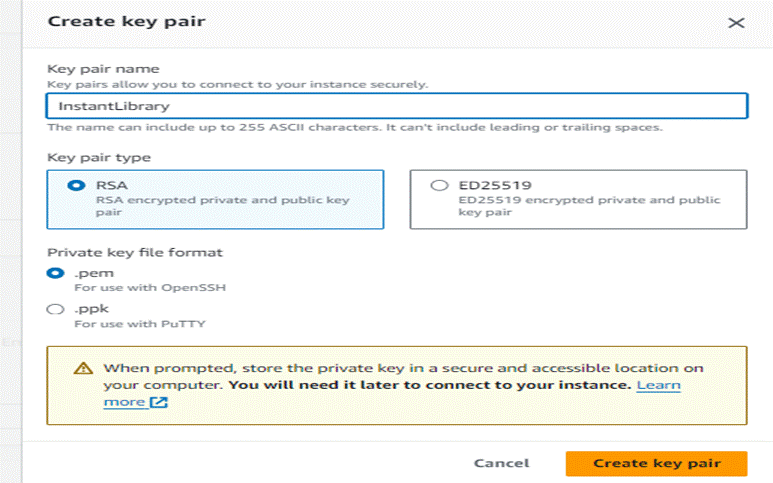 Create key pair
Key pair name
Key pairs allow you to connect to your instance securely.
InstantLibrary
The name can include up to 255 ASCII characters. It can't include leading or trailing spaces.
Key pair type
RSA
RSA encrypted private and public key
pair
ED25519
ED25519 encrypted private and public
key pair
Private key file format
.pem
For use with OpenSSH
.ppk
For use with PuTTY
When prompted, store the private key in a secure and accessible location on
your computer. You will need it later to connect to your instance. Learn
more
Cancel
Create key pair